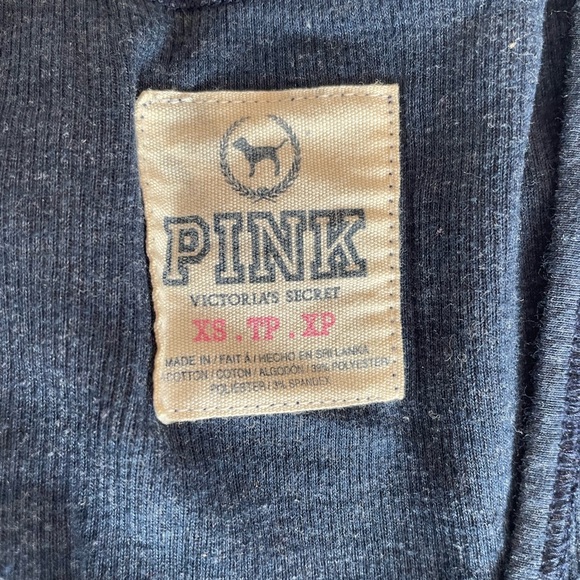 PINK
VICTORIA'S SECRET
XS.TP.XP
MADE IN / FAIT À / HECHO EN SRI LANKA
COTTON / COTON / ALGODÓN / 39% POLYESTER
POLYESTER / 3% SPANDEX